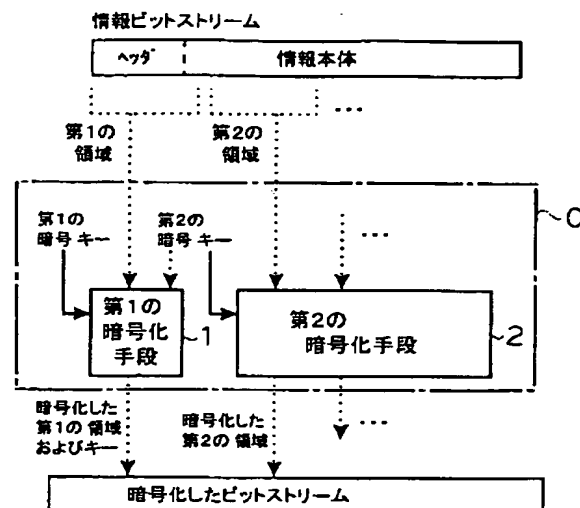 情報ビットストリーム
ヘッダ 情報本体
...
第1の
領域
第2の
領域
0
第1の
暗号 キー
第2の
暗号 キー
...
第1の
暗号化
手段
1
第2の
暗号化手段
2
暗号化した
第1の 領域
およびキー
暗号化した
第2の 領域
...
暗号化したビットストリーム